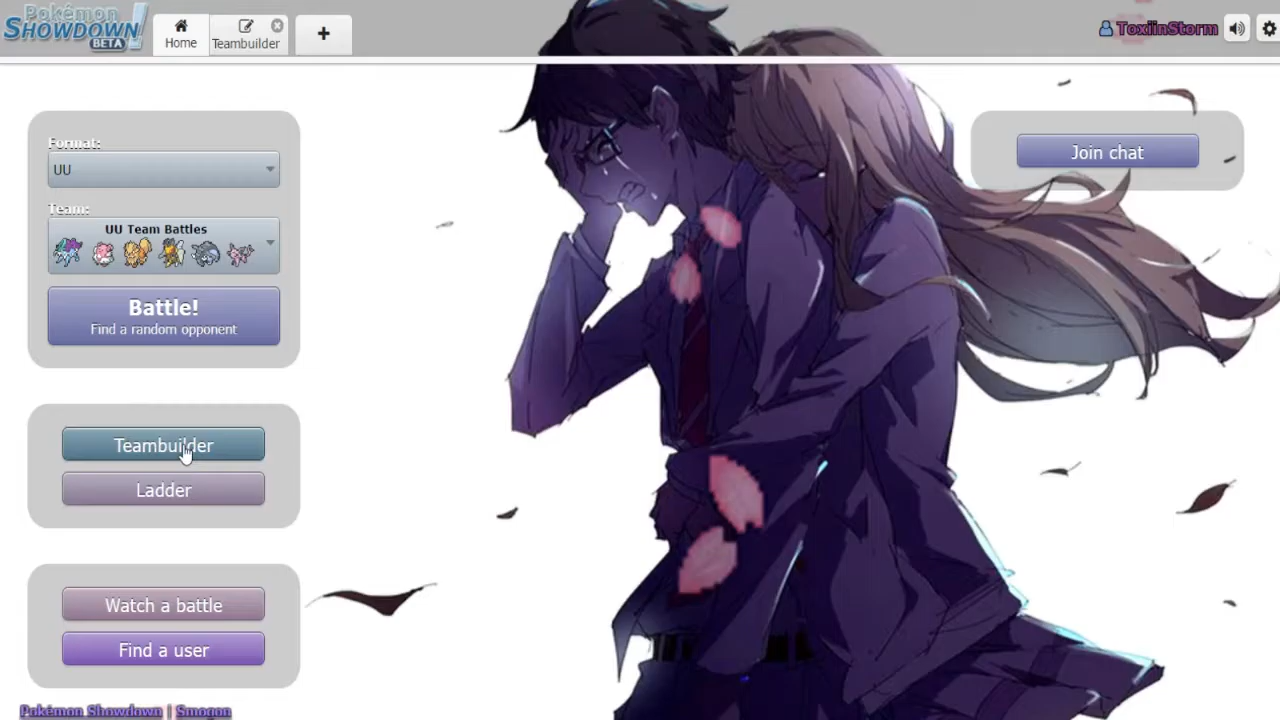 Pokémon
SHOWDOWN!
BETA
Home
Teambuilder
+
ToxiinStorm
Format:
UU
Team:
UU Team Battles
Battle!
Find a random opponent
Join chat
Teambuilder
Ladder
Watch a battle
Find a user
Pokémon Showdown | Smogon